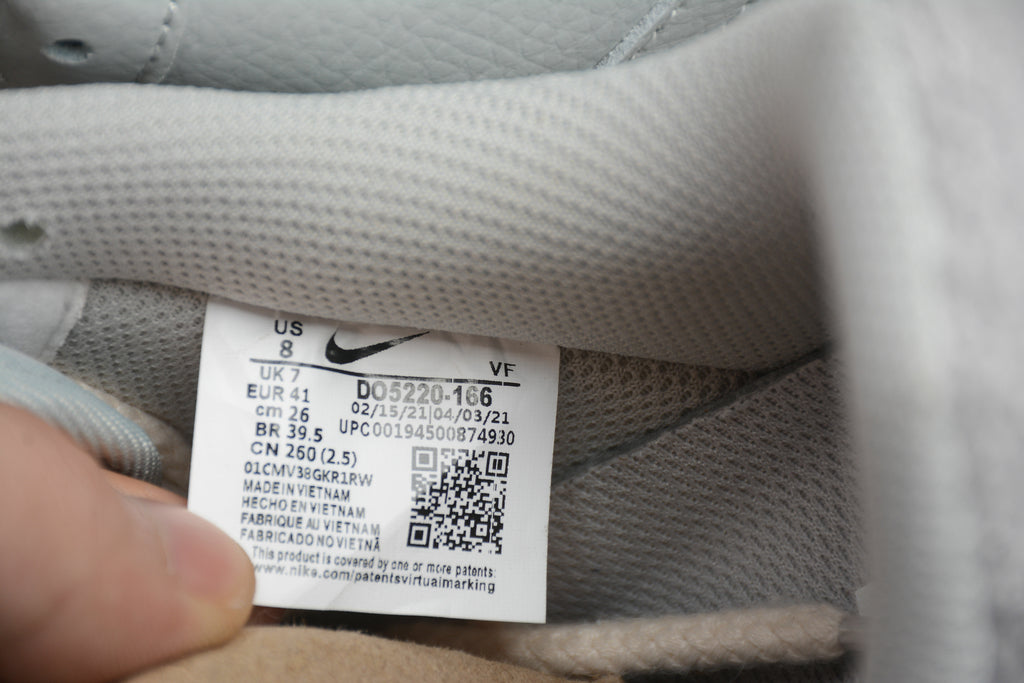 US
8
VF
UK 7
EUR 41
cm 26
BR 39.5
CN 260 (2.5)
DO5220-166
02/15/21|04/03/21
UPC00194500874930
01CMV38GKR1RW
MADE IN VIETNAM
HECHO EN VIETNAM
FABRIQUE AU VIETNAM
FABRICADO NO VIETNÃ
This product is covered by one or more patents:
www.nike.com/patentsvirtualmarking